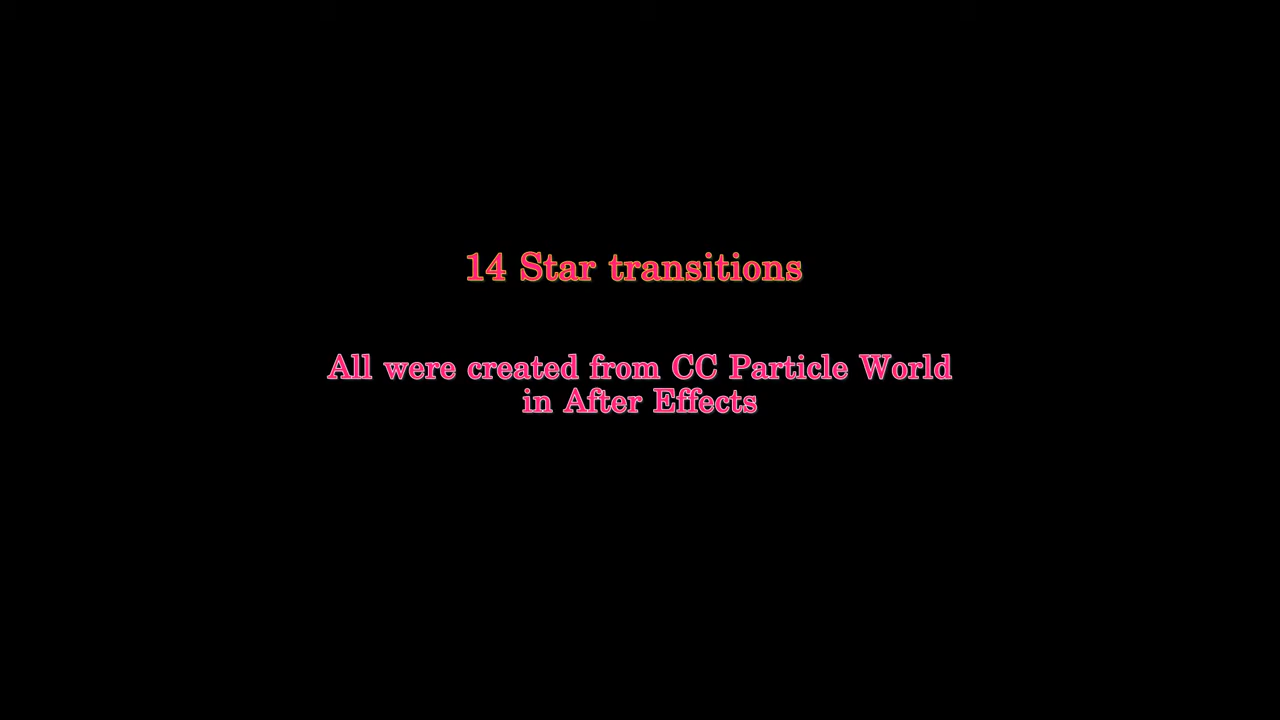 14 Star transitions
All were created from CC Particle World
in After Effects